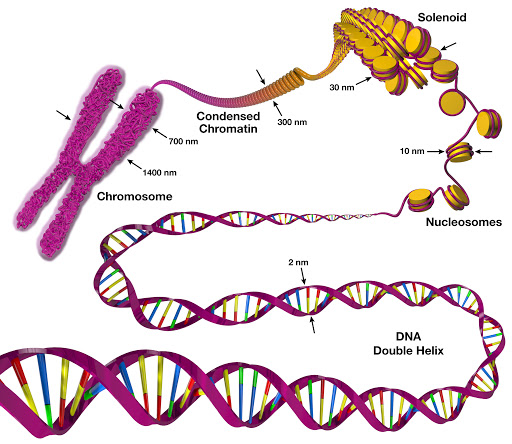 Solenoid
30 nm
Condensed
Chromatin
300 nm
700 nm
1400 nm
10 nm
Chromosome
Nucleosomes
2 nm
DNA
Double Helix